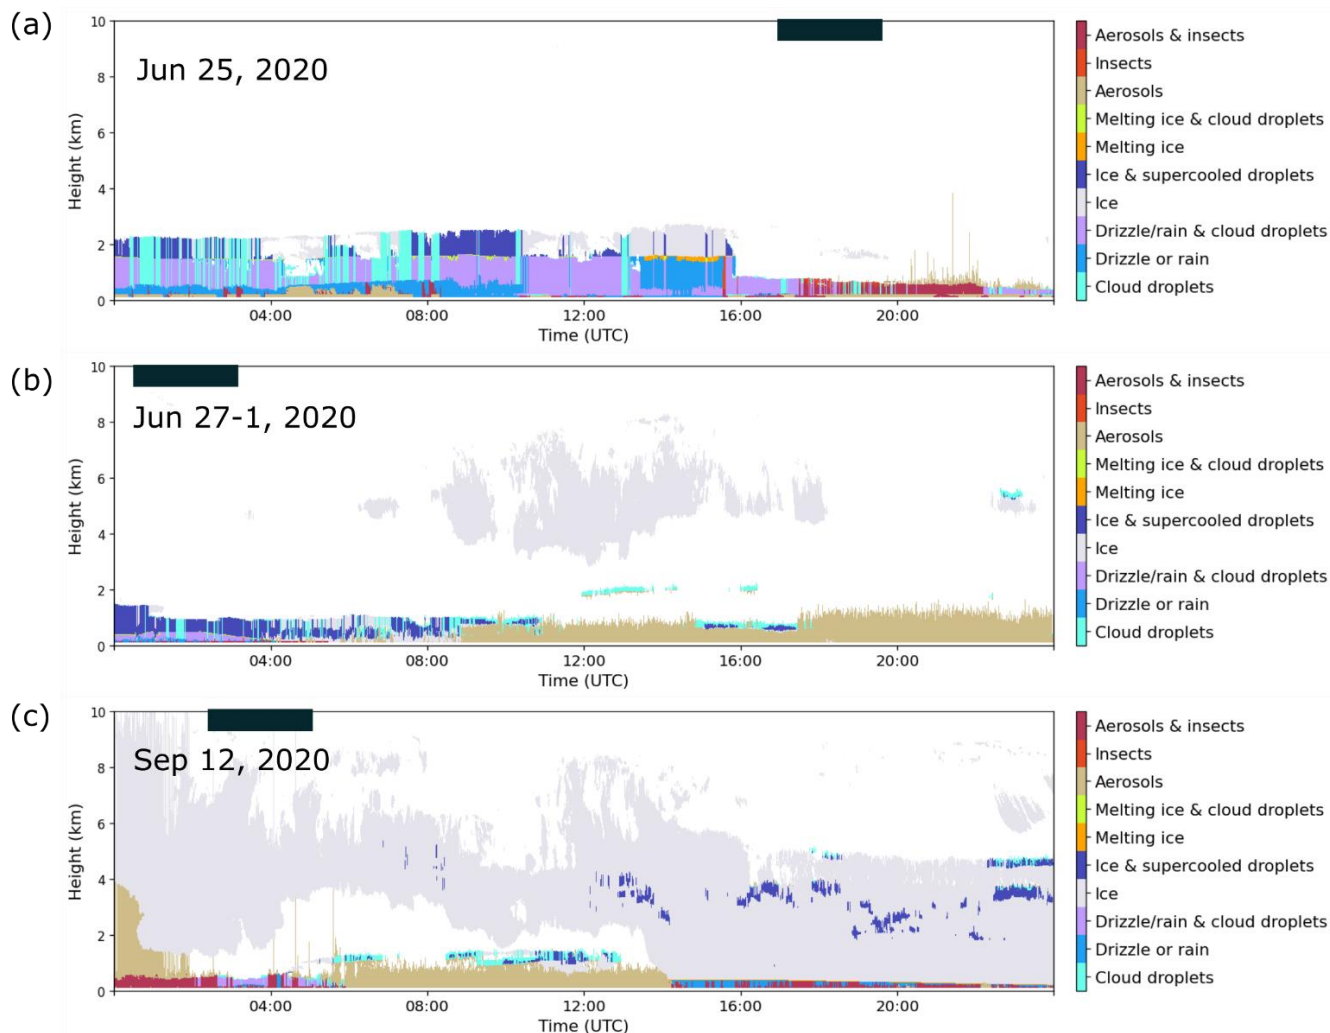 (a)
Jun 25, 2020
Height (km)
10
8
6
4
2
0
04:00 08:00 12:00 16:00 20:00
Time (UTC)
Aerosols & insects
Insects
Aerosols
Melting ice & cloud droplets
Melting ice
Ice & supercooled droplets
Ice
Drizzle/rain & cloud droplets
Drizzle or rain
Cloud droplets
(b)
Jun 27-1, 2020
Height (km)
10
8
6
4
2
0
04:00 08:00 12:00 16:00 20:00
Time (UTC)
Aerosols & insects
Insects
Aerosols
Melting ice & cloud droplets
Melting ice
Ice & supercooled droplets
Ice
Drizzle/rain & cloud droplets
Drizzle or rain
Cloud droplets
(c)
Sep 12, 2020
Height (km)
10
8
6
4
2
0
04:00 08:00 12:00 16:00 20:00
Time (UTC)
Aerosols & insects
Insects
Aerosols
Melting ice & cloud droplets
Melting ice
Ice & supercooled droplets
Ice
Drizzle/rain & cloud droplets
Drizzle or rain
Cloud droplets